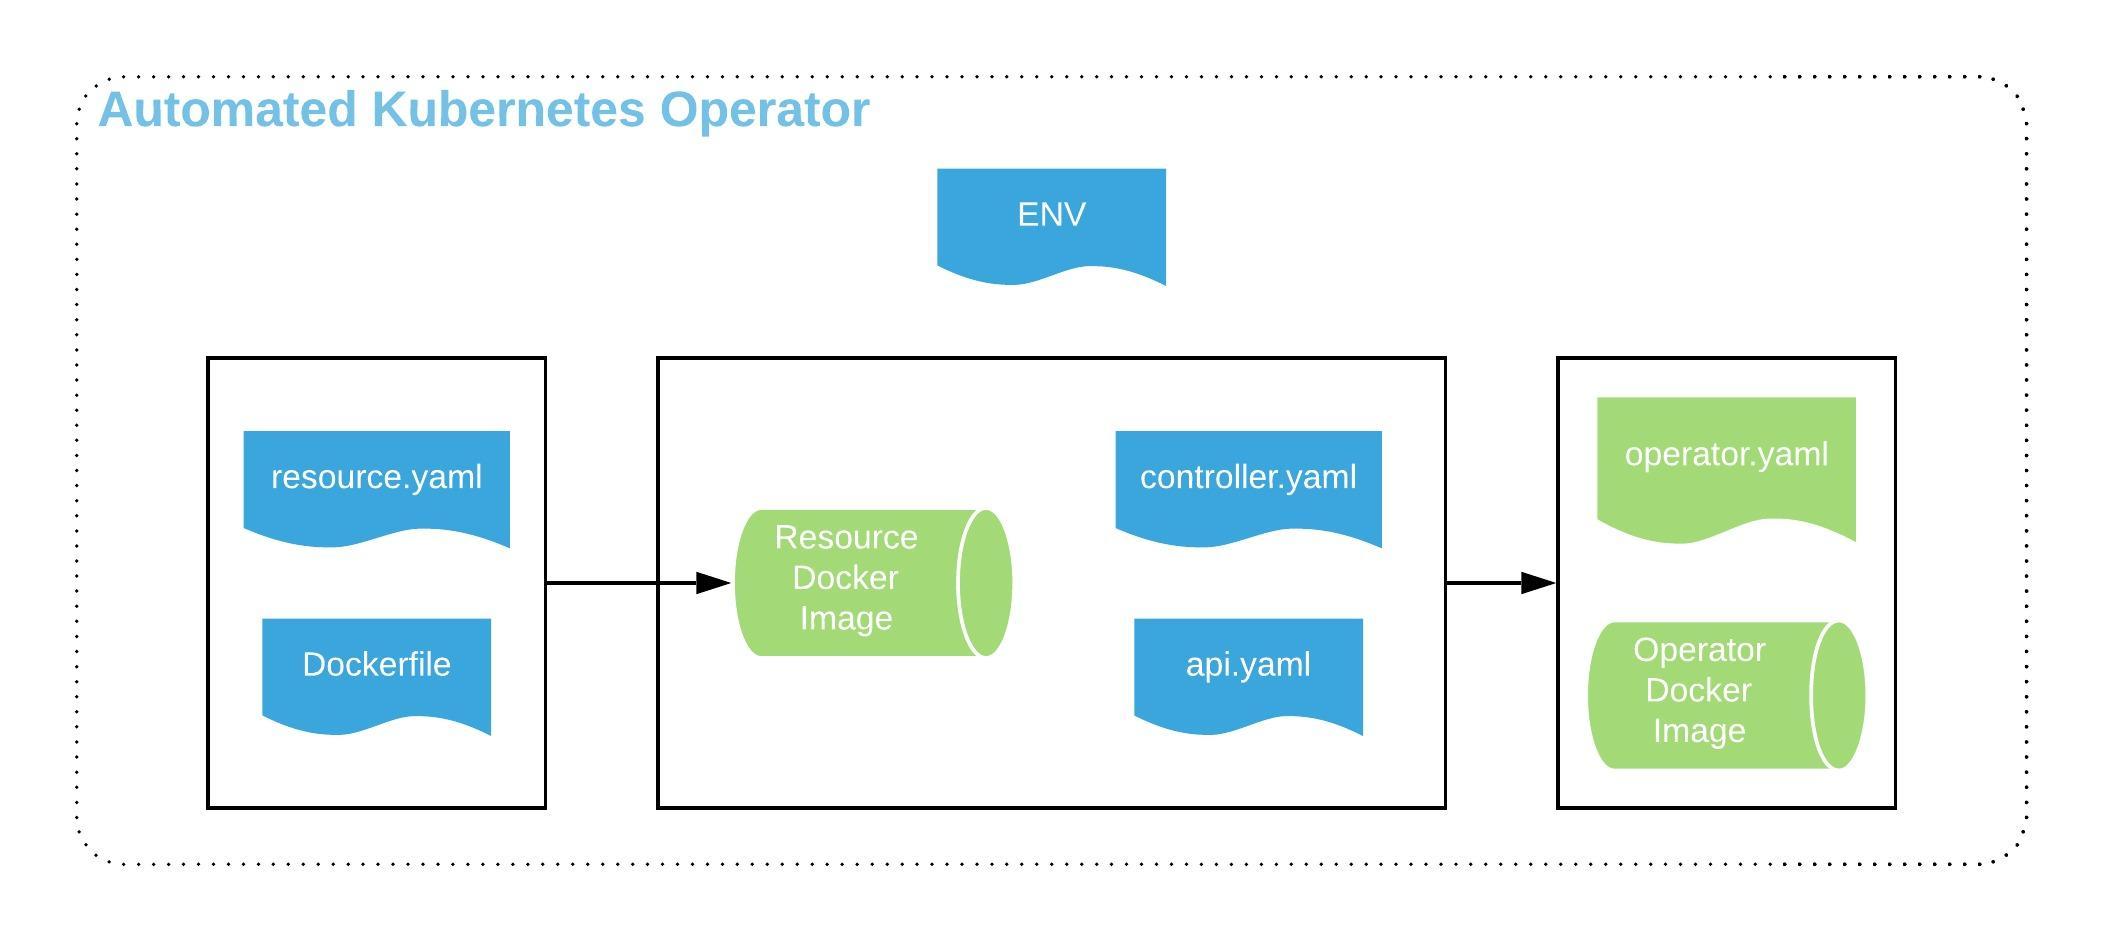 Automated Kubernetes Operator
ENV
resource.yaml
Dockerfile
Resource
Docker
Image
controller.yaml
api.yaml
operator.yaml
Operator
Docker
Image